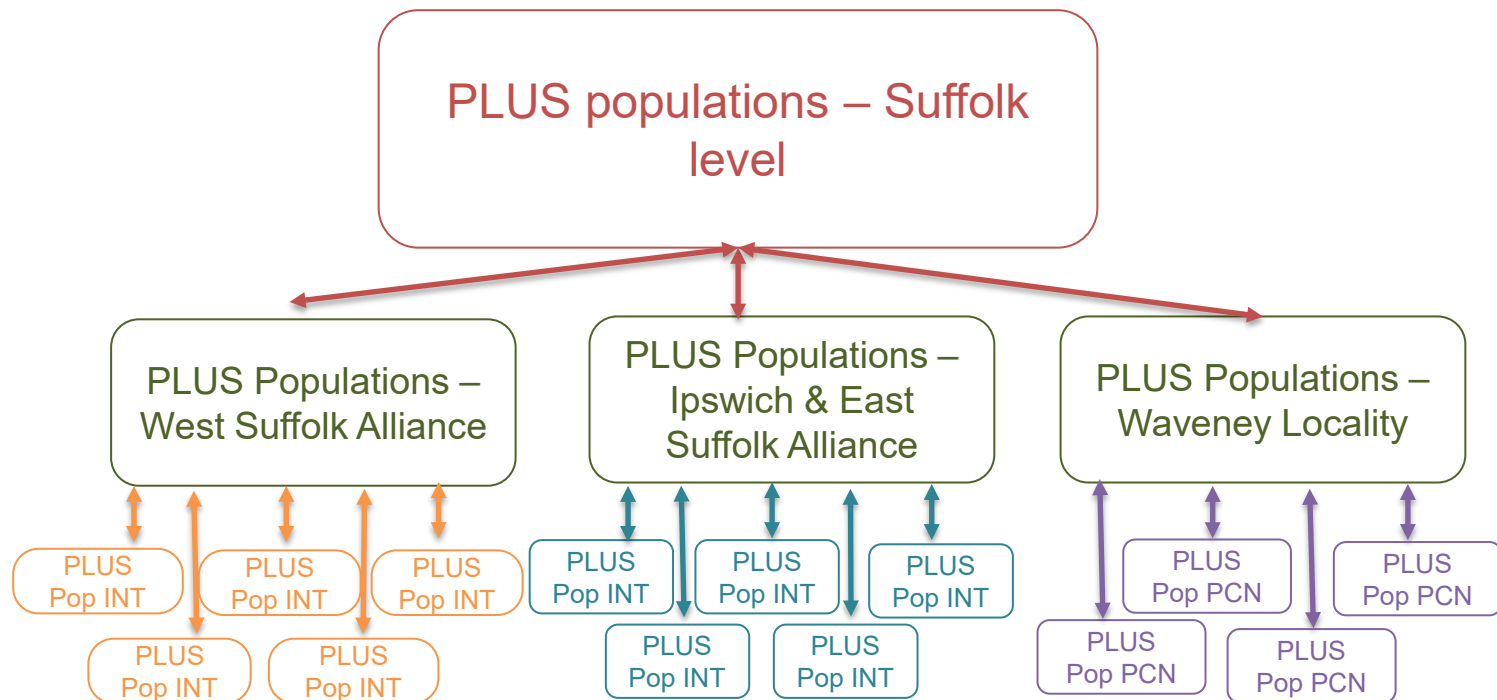 PLUS populations – Suffolk
level
PLUS Populations –
West Suffolk Alliance
PLUS Populations –
Ipswich & East
Suffolk Alliance
PLUS Populations –
Waveney Locality
PLUS
Pop INT
PLUS
Pop INT
PLUS
Pop INT
PLUS
Pop INT
PLUS
Pop INT
PLUS
Pop INT
PLUS
Pop INT
PLUS
Pop INT
PLUS
Pop INT
PLUS
Pop INT
PLUS
Pop PCN
PLUS
Pop PCN
PLUS
Pop PCN
PLUS
Pop PCN